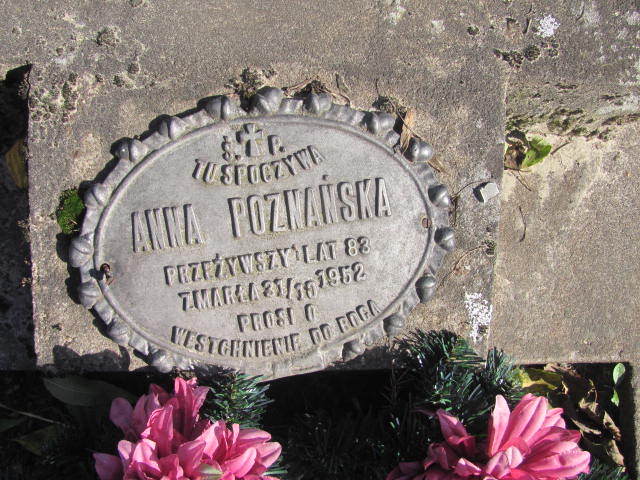 Ś. P.
TU SPOCZYWA
ANNA POZNAŃSKA
PRZEŻYWSZY LAT 83
ZMARŁA 31/10 1952
PROSI O
WESTCHNIENIE DO BOGA